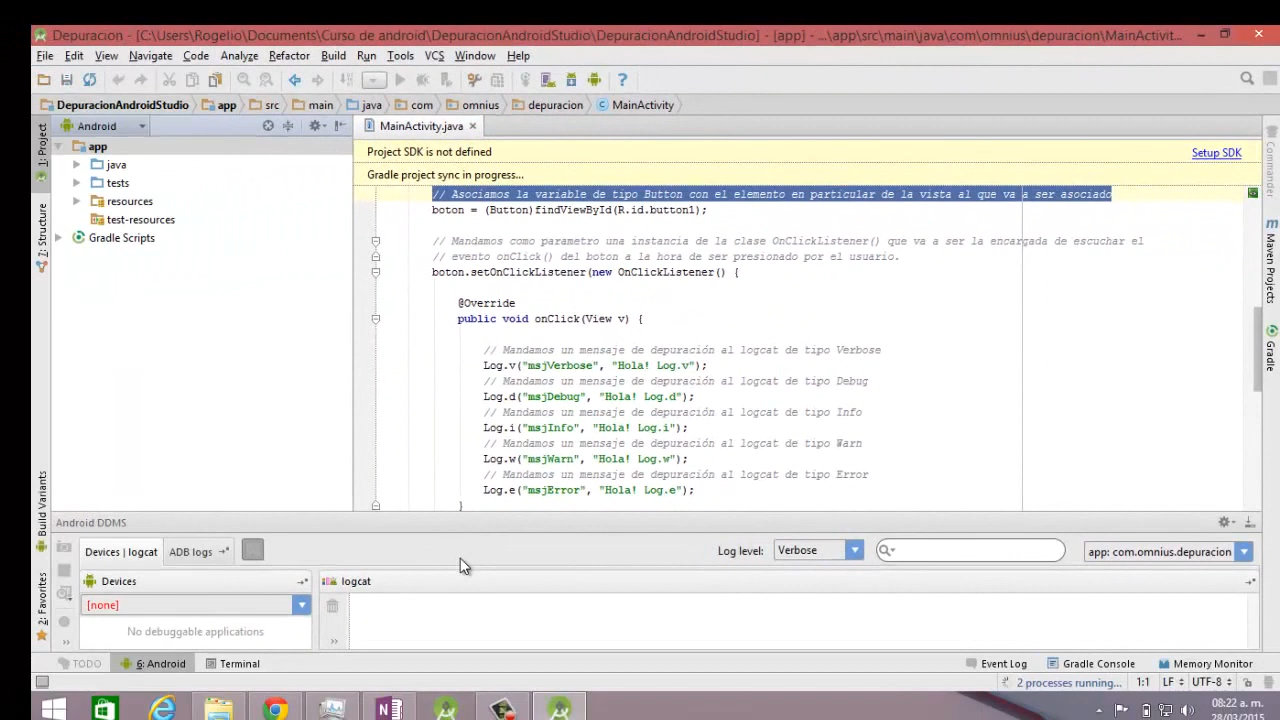 Depuracion - [C:\Users\Rogelio\Documents\Curso de android\DepuracionAndroidStudio\DepuracionAndroidStudio] - [app] - ...\app\src\main\java\com\omnius\depuracion\MainActivit...
File Edit View Navigate Code Analyze Refactor Build Run Tools VCS Window Help
DepuracionAndroidStudio app src main java com omnius depuracion MainActivity
1: Project
Android
MainActivity.java
app
java
tests
resources
test-resources
Gradle Scripts
Project SDK is not defined
Setup SDK
Gradle project sync in progress...
// Asociamos la variable de tipo Button con el elemento en particular de la vista al que va a ser asociado
boton = (Button)findViewById(R.id.button1);
// Mandamos como parametro una instancia de la clase OnClickListener() que va a ser la encargada de escuchar el
// evento onClick() del boton a la hora de ser presionado por el usuario.
boton.setOnClickListener(new OnClickListener() {
@Override
public void onClick(View v) {
// Mandamos un mensaje de depuración al logcat de tipo Verbose
Log.v("msjVerbose", "Hola! Log.v");
// Mandamos un mensaje de depuración al logcat de tipo Debug
Log.d("msjDebug", "Hola! Log.d");
// Mandamos un mensaje de depuración al logcat de tipo Info
Log.i("msjInfo", "Hola! Log.i");
// Mandamos un mensaje de depuración al logcat de tipo Warn
Log.w("msjWarn", "Hola! Log.w");
// Mandamos un mensaje de depuración al logcat de tipo Error
Log.e("msjError", "Hola! Log.e");
}
7: Structure
Build Variants
2: Favorites
Commander
Maven Projects
Gradle
Android DDMS
Devices | logcat ADB logs
Log level: Verbose
app: com.omnius.depuracion
Devices
logcat
[none]
No debuggable applications
TODO 6: Android Terminal
Event Log Gradle Console Memory Monitor
2 processes running... 1:1 LF UTF-8
08:22 a. m.
28/03/2015